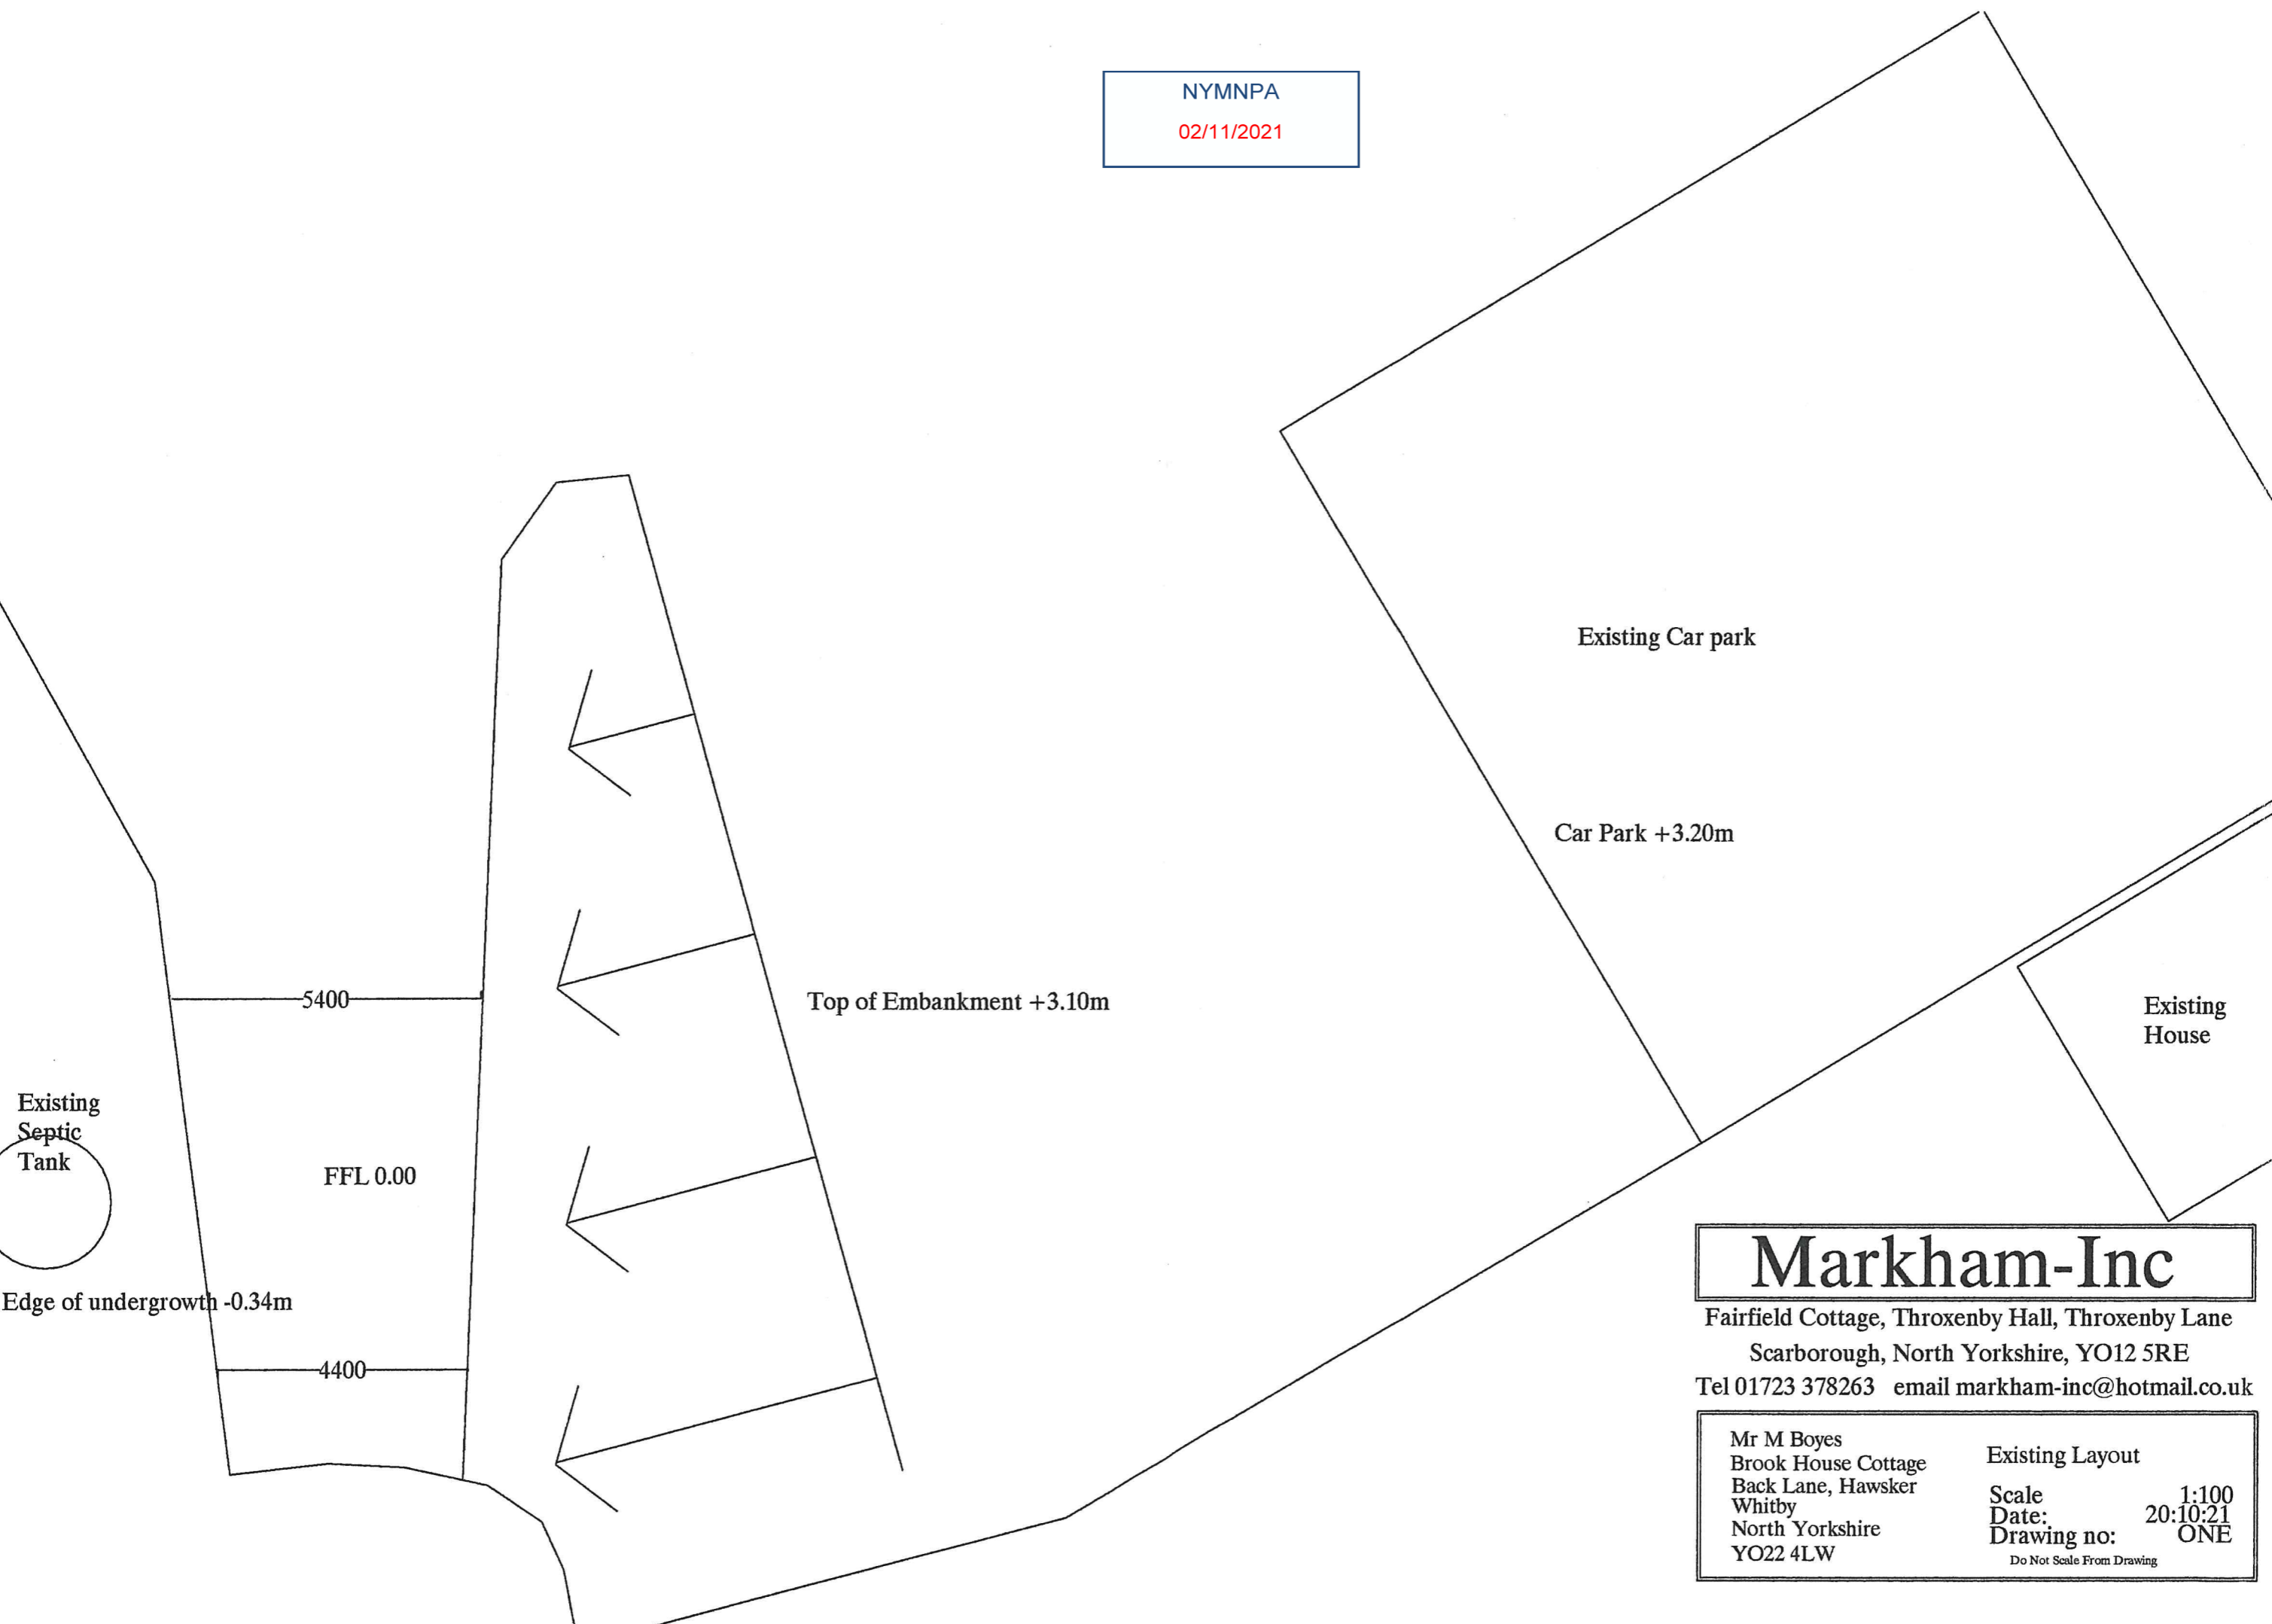 NYMNPA
02/11/2021
Existing Car park
Car Park +3.20m
5400
Top of Embankment +3.10m
Existing
House
Existing
Septic
Tank
FFL 0.00
Edge of undergrowth -0.34m
4400
Markham-Inc
Fairfield Cottage, Throxenby Hall, Throxenby Lane
Scarborough, North Yorkshire, YO12 5RE
Tel 01723 378263 email markham-inc@hotmail.co.uk
Mr M Boyes
Brook House Cottage
Back Lane, Hawsker
Whitby
North Yorkshire
YO22 4LW
Existing Layout
Scale 1:100
Date: 20:10:21
Drawing no: ONE
Do Not Scale From Drawing